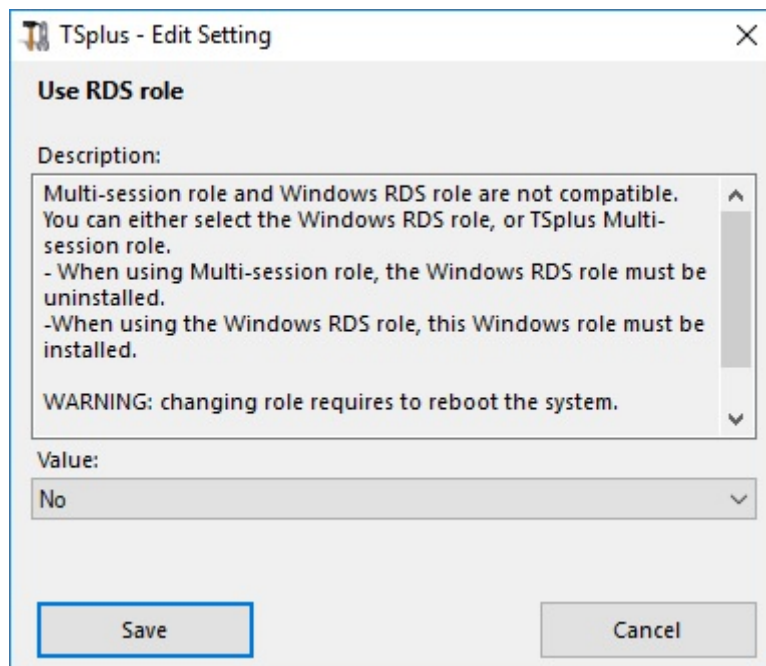 TSplus - Edit Setting
Use RDS role
Description:
Multi-session role and Windows RDS role are not compatible.
You can either select the Windows RDS role, or TSplus Multi-
session role.
- When using Multi-session role, the Windows RDS role must be
uninstalled.
-When using the Windows RDS role, this Windows role must be
installed.
WARNING: changing role requires to reboot the system.
Value:
No
Save
Cancel